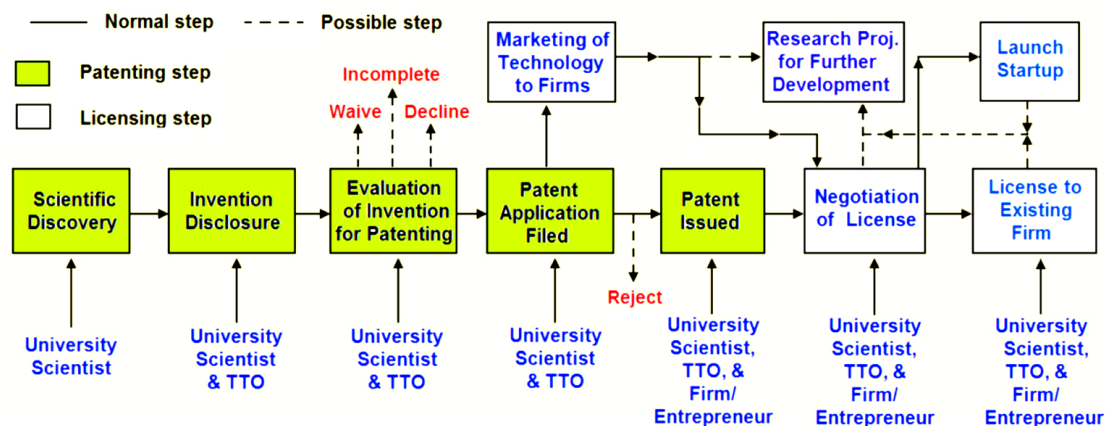 Normal step
Possible step
Patenting step
Licensing step
Incomplete
Waive
Decline
Marketing of
Technology
to Firms
Research Proj.
for Further
Development
Launch
Startup
Scientific
Discovery
Invention
Disclosure
Evaluation
of Invention
for Patenting
Patent
Application
Filed
Patent
Issued
Negotiation
of License
License to
Existing
Firm
Reject
University
Scientist
University
Scientist
& TTO
University
Scientist
& TTO
University
Scientist
& TTO
University
Scientist,
TTO, &
Firm/
Entrepreneur
University
Scientist,
TTO, &
Firm/
Entrepreneur
University
Scientist,
TTO, &
Firm/
Entrepreneur